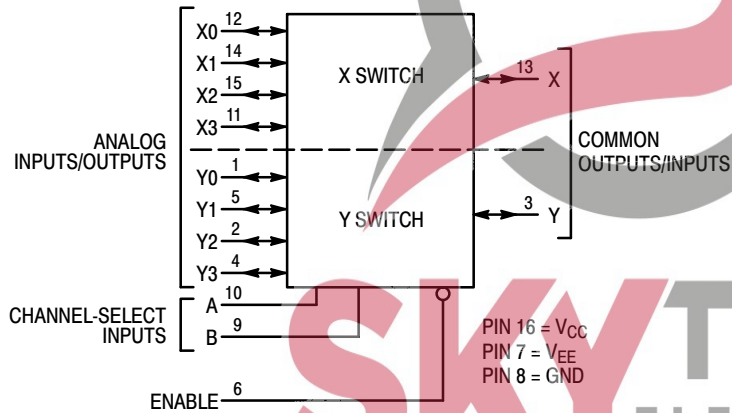 X0 12
X1 14
X2 15
X3 11
X SWITCH
13 X
ANALOG
INPUTS/OUTPUTS
COMMON
OUTPUTS/INPUTS
Y0 1
Y1 5
Y2 2
Y3 4
Y SWITCH
3 Y
CHANNEL-SELECT
INPUTS
A 10
B 9
PIN 16 = VCC
PIN 7 = VEE
PIN 8 = GND
ENABLE 6
SKYT